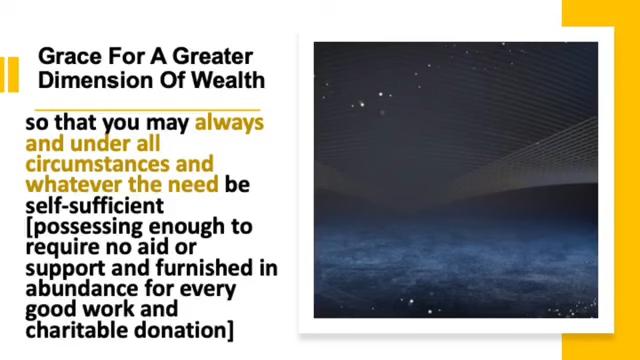 Grace For A Greater
Dimension Of Wealth
so that you may always
and under all
circumstances and
whatever the need be
self-sufficient
[possessing enough to
require no aid or
support and furnished in
abundance for every
good work and
charitable donation]